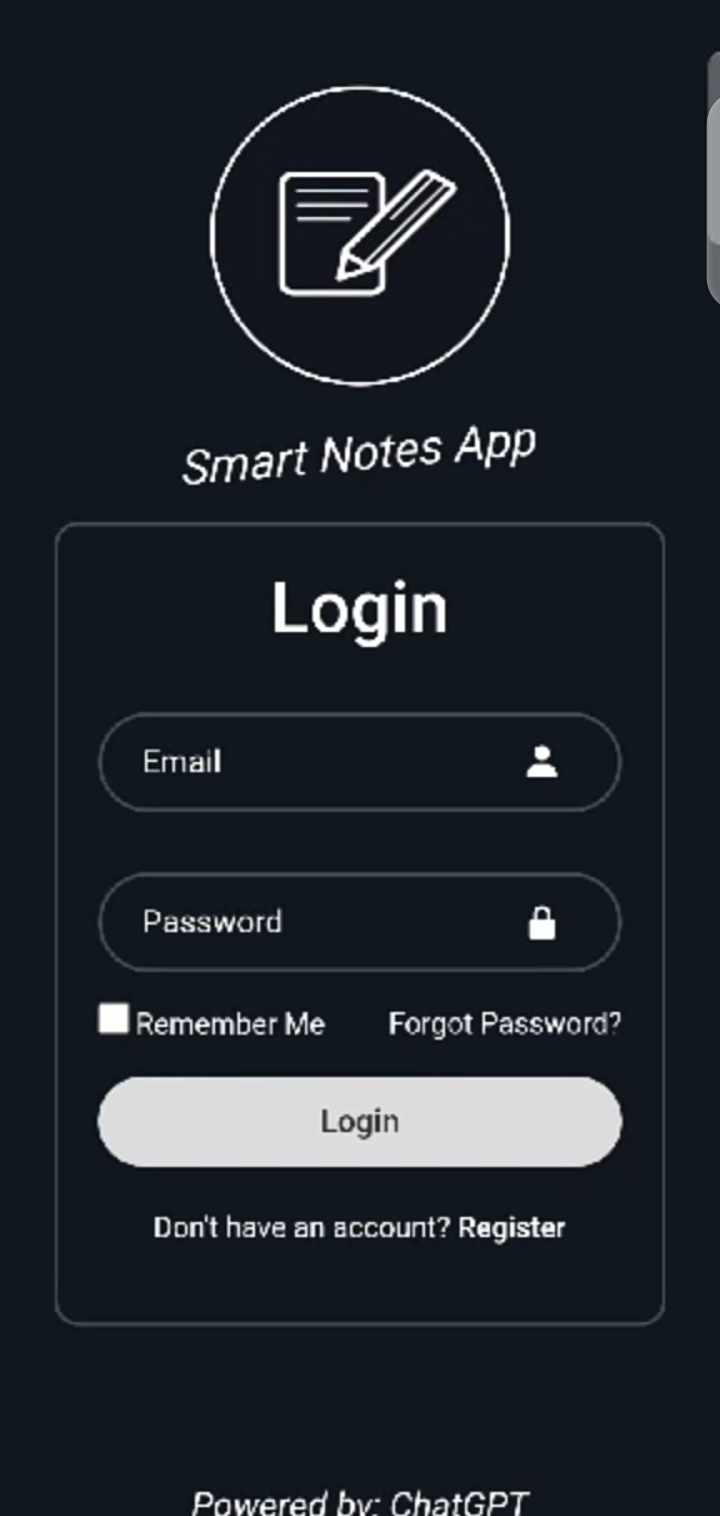 Smart Notes App
Login
Email
Password
Remember Me Forgot Password?
Login
Don't have an account? Register
Powered by: ChatGPT